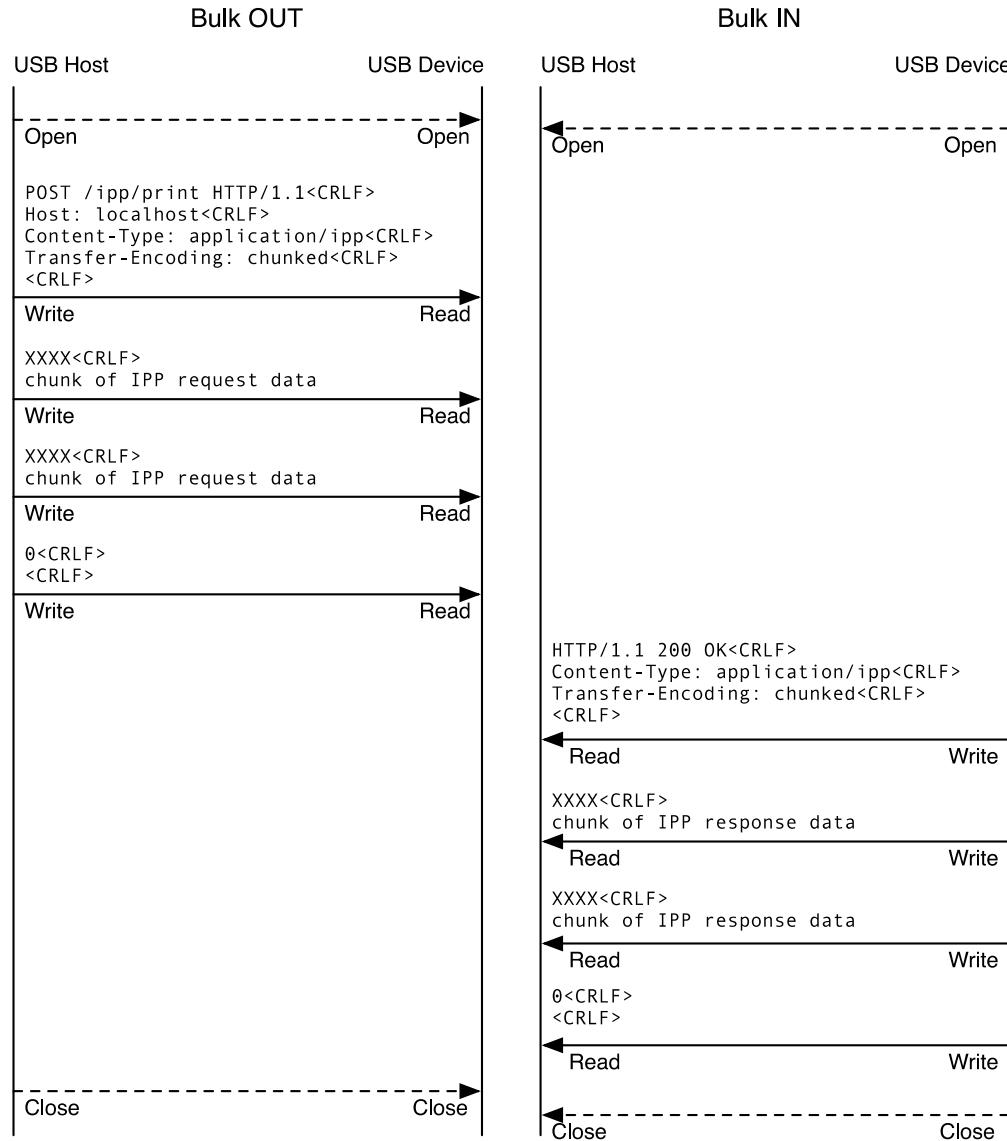 Bulk OUT
USB Host USB Device
Open Open
POST /ipp/print HTTP/1.1<CRLF>
Host: localhost<CRLF>
Content-Type: application/ipp<CRLF>
Transfer-Encoding: chunked<CRLF>
<CRLF>
Write Read
XXXX<CRLF>
chunk of IPP request data
Write Read
XXXX<CRLF>
chunk of IPP request data
Write Read
0<CRLF>
<CRLF>
Write Read
Close Close
Bulk IN
USB Host USB Device
Open Open
HTTP/1.1 200 OK<CRLF>
Content-Type: application/ipp<CRLF>
Transfer-Encoding: chunked<CRLF>
<CRLF>
Read Write
XXXX<CRLF>
chunk of IPP response data
Read Write
XXXX<CRLF>
chunk of IPP response data
Read Write
0<CRLF>
<CRLF>
Read Write
Close Close